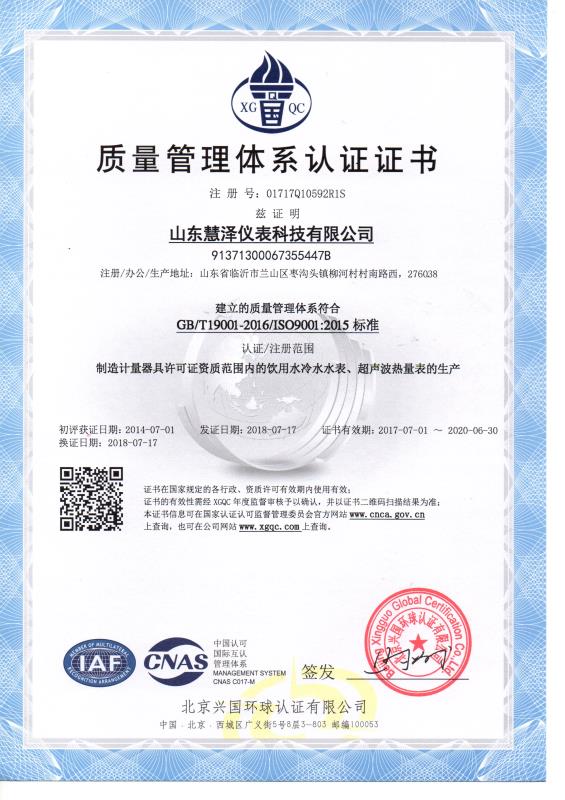 XG QC
质量管理体系认证证书
注 册 号: 01717Q10592R1S
兹 证 明
山东慧泽仪表科技有限公司
91371300067355447B
注册/办公/生产地址: 山东省临沂市兰山区枣沟头镇柳河村村南路西, 276038
建立的质量管理体系符合
GB/T19001-2016/ISO9001:2015 标准
认证/注册范围
制造计量器具许可证资质范围内的饮用水冷水水表、超声波热量表的生产
初评获证日期: 2014-07-01 发证日期: 2018-07-17 证书有效期: 2017-07-01 ～ 2020-06-30
换证日期: 2018-07-17
证书在国家规定的各行政、资质许可有效期内使用有效;
证书的有效性需经 XGQC 年度监督审核予以确认, 并以证书二维码扫描结果为准;
本证书信息可在国家认证认可监督管理委员会官方网站 www.cnca.gov.cn
上查询, 也可在公司网站 www.xgqc.com 上查询。
MEMBER OF MULTILATERAL
IAF
RECOGNITION ARRANGEMENT
CNAS
中国认可
国际互认
管理体系
MANAGEMENT SYSTEM
CNAS C017-M
签发
Beijing Xingguo Global Certification Co.,Ltd.
北京兴国环球认证有限公司
北京兴国环球认证有限公司
中国·北京·西城区广义街5号8层3-803 邮编100053